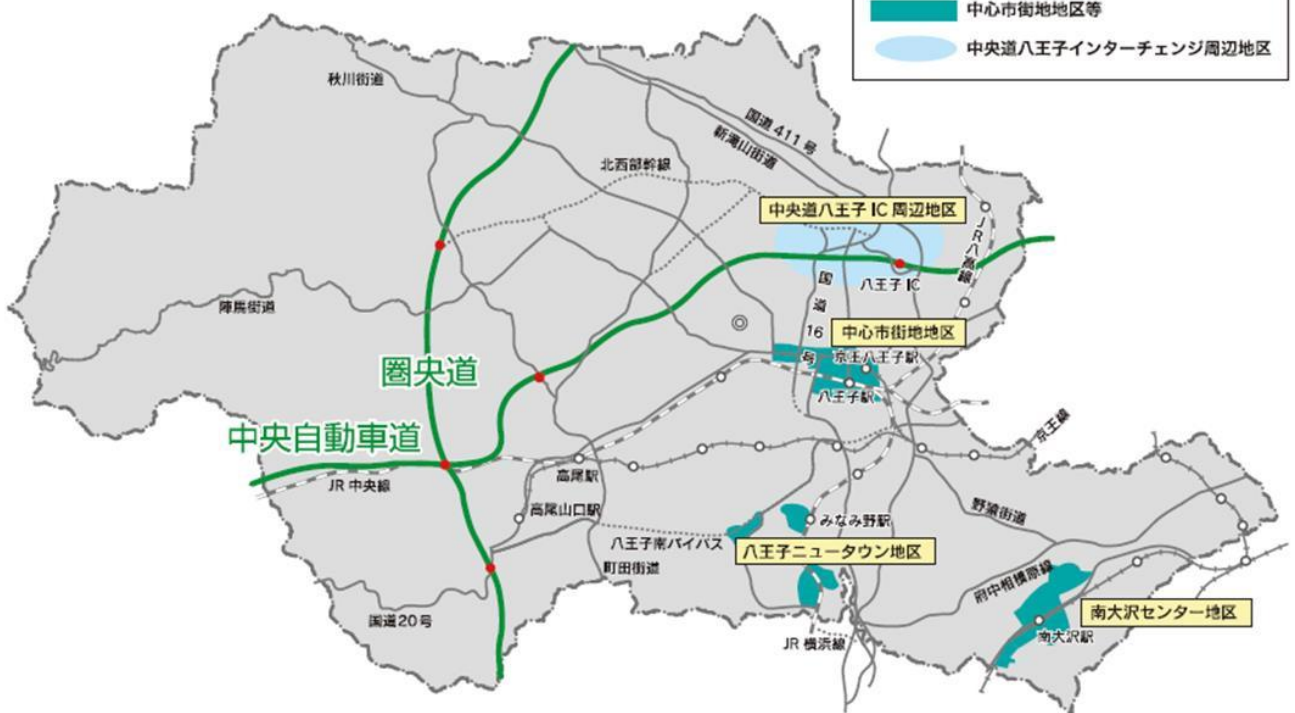 中心市街地地区等
中央道八王子インターチェンジ周辺地区
秋川街道
国道411号
新滝山街道
北西部幹線
中央道八王子IC周辺地区
JR八高線
八王子IC
国道16号
陣馬街道
中心市街地地区
京王八王子駅
圏央道
八王子駅
中央自動車道
京王線
JR中央線
高尾駅
高尾山口駅
みなみ野駅
野猿街道
八王子南バイパス
八王子ニュータウン地区
町田街道
府中相模原線
国道20号
南大沢センター地区
南大沢駅
JR横浜線